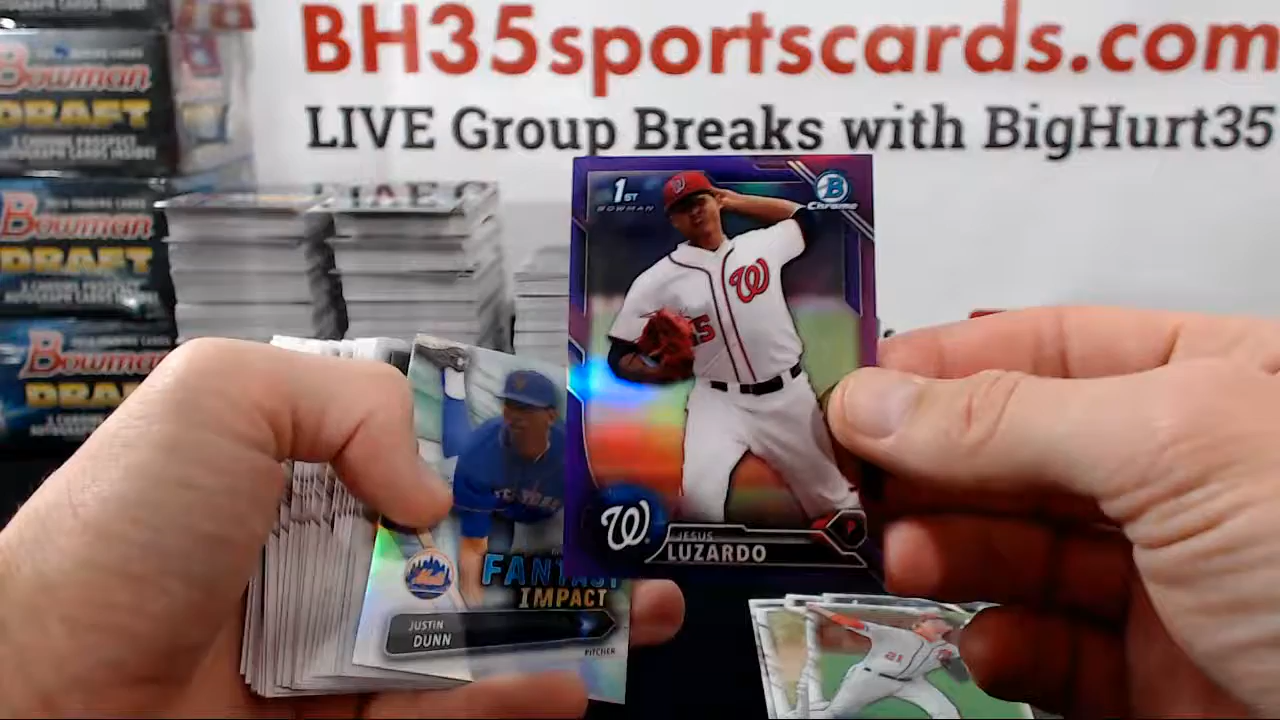 BH35sportscards.com
LIVE Group Breaks with BigHurt35
Bowman
DRAFT
Bowman
DRAFT
Bowman
DRAFT
1ST
BOWMAN
B
Chrome
W
W
JESUS
LUZARDO
P
FANTASY
IMPACT
JUSTIN
DUNN
PITCHER
21